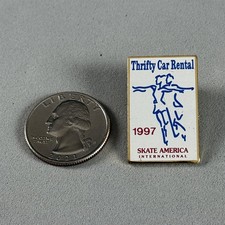 LIBERTY
Thrifty Car Rental
1997
SKATE AMERICA
INTERNATIONAL